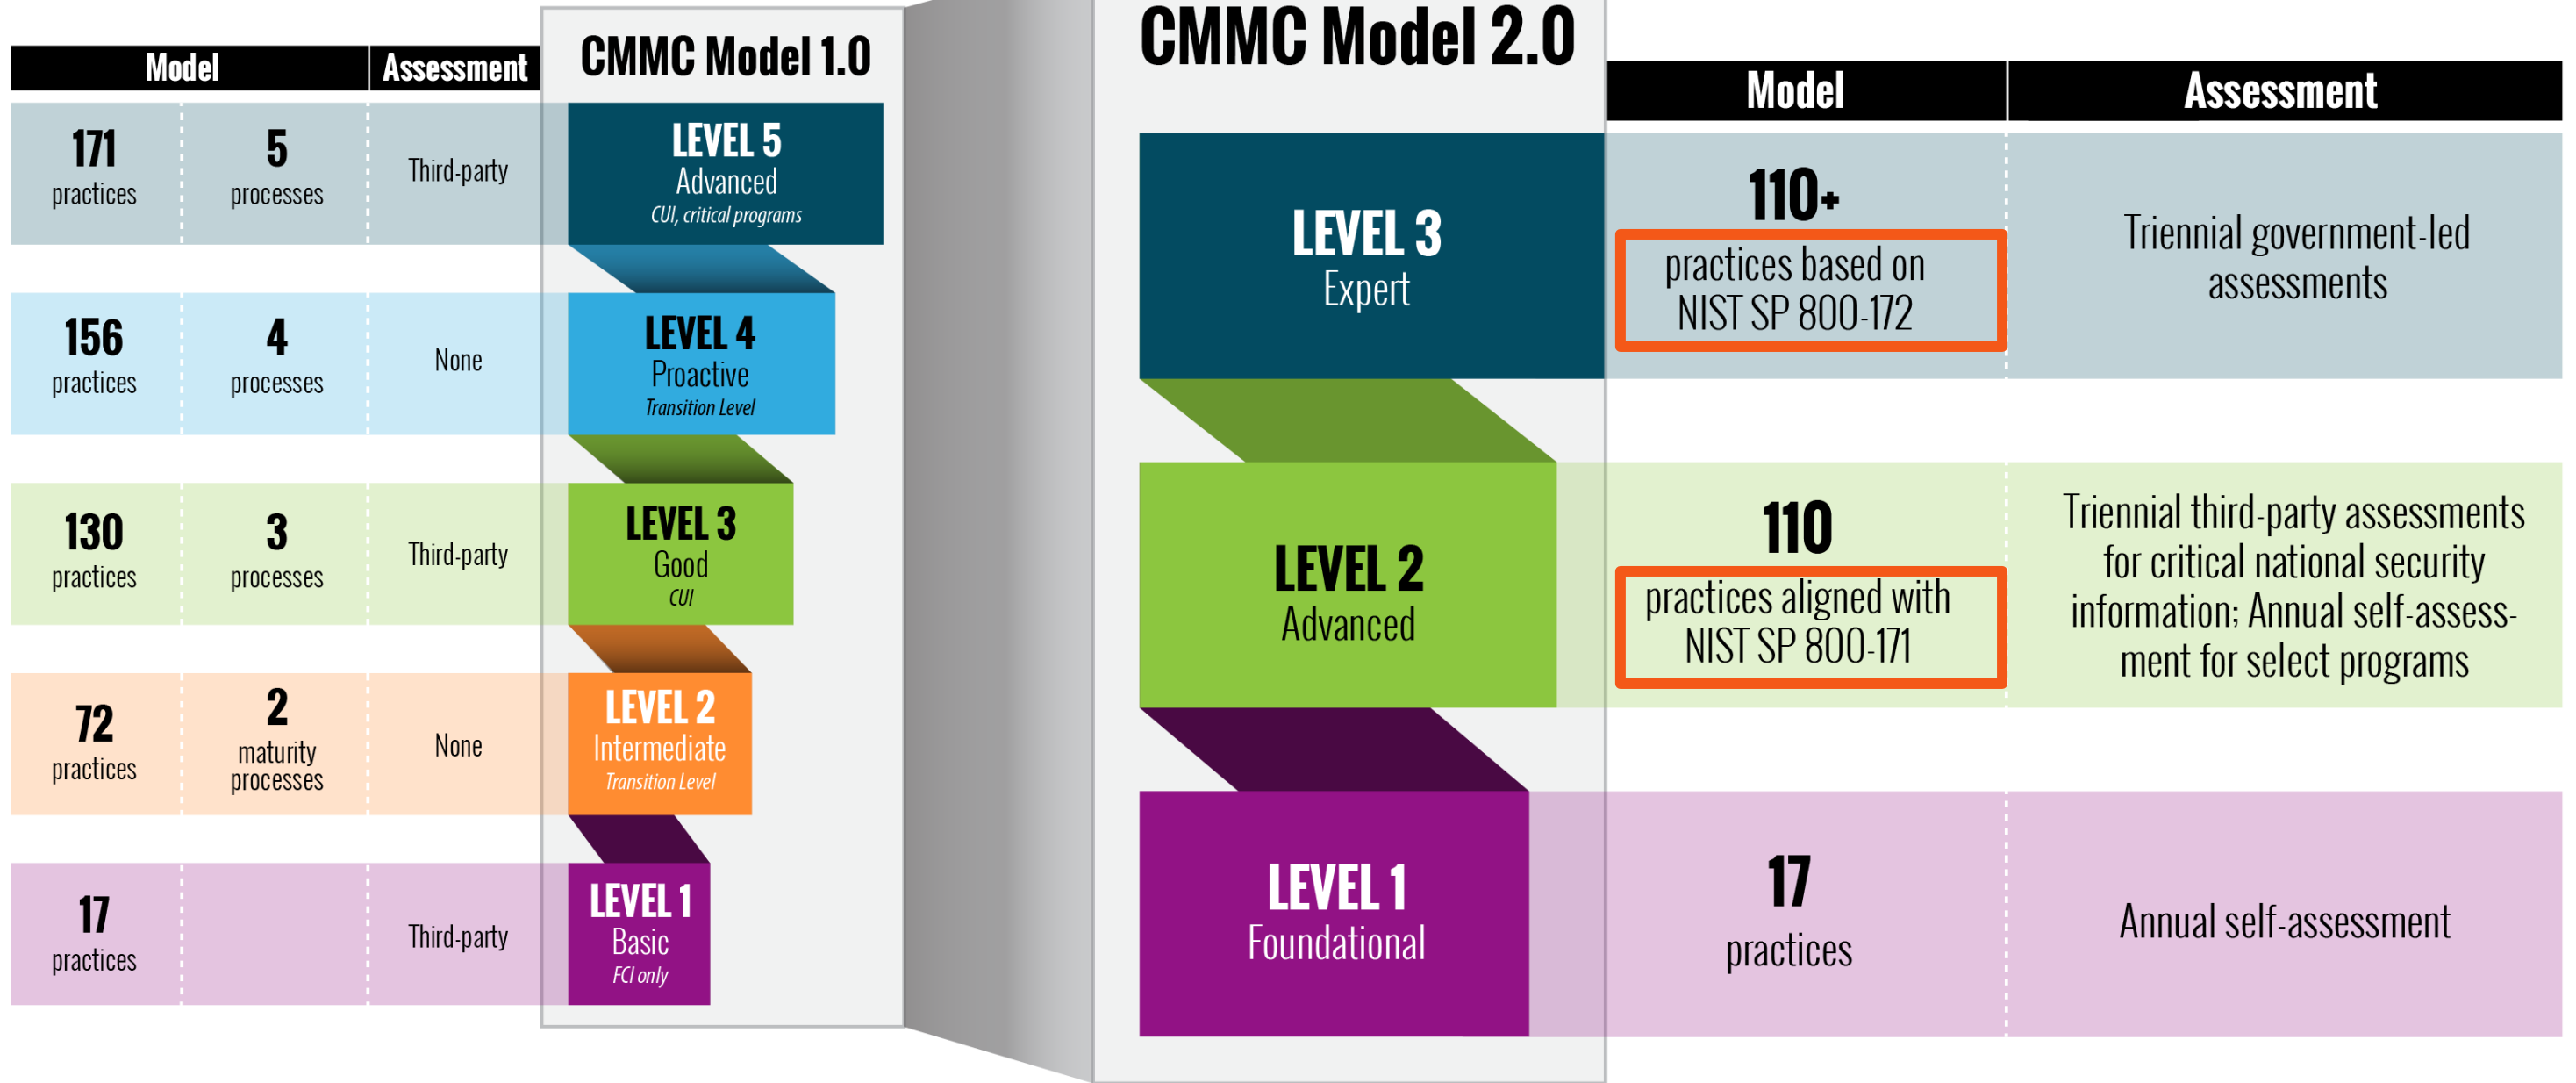 CMMC Model 1.0
Model
Assessment
171
practices
5
processes
Third-party
LEVEL 5
Advanced
CUI, critical programs
156
practices
4
processes
None
LEVEL 4
Proactive
Transition Level
130
practices
3
processes
Third-party
LEVEL 3
Good
CUI
72
practices
2
maturity
processes
None
LEVEL 2
Intermediate
Transition Level
17
practices
Third-party
LEVEL 1
Basic
FCI only
CMMC Model 2.0
Model
Assessment
LEVEL 3
Expert
110+
practices based on
NIST SP 800-172
Triennial government-led
assessments
LEVEL 2
Advanced
110
practices aligned with
NIST SP 800-171
Triennial third-party assessments
for critical national security
information; Annual self-assess-
ment for select programs
LEVEL 1
Foundational
17
practices
Annual self-assessment